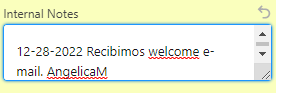 Internal Notes
12-28-2022 Recibimos welcome e-
mail. AngelicaM